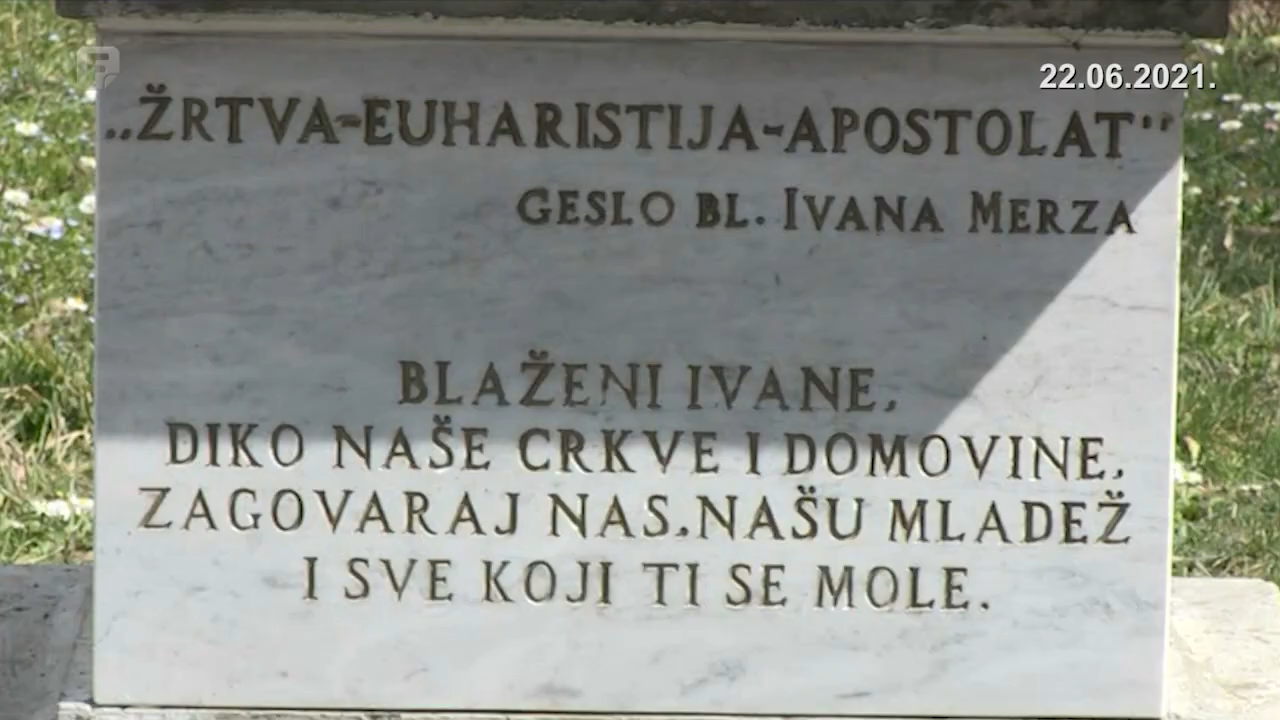 22.06.2021.
„ŽRTVA-EUHARISTIJA-APOSTOLAT"
GESLO BL. IVANA MERZA
BLAŽENI IVANE,
DIKO NAŠE CRKVE I DOMOVINE,
ZAGOVARAJ NAS, NAŠU MLADEŽ
I SVE KOJI TI SE MOLE.